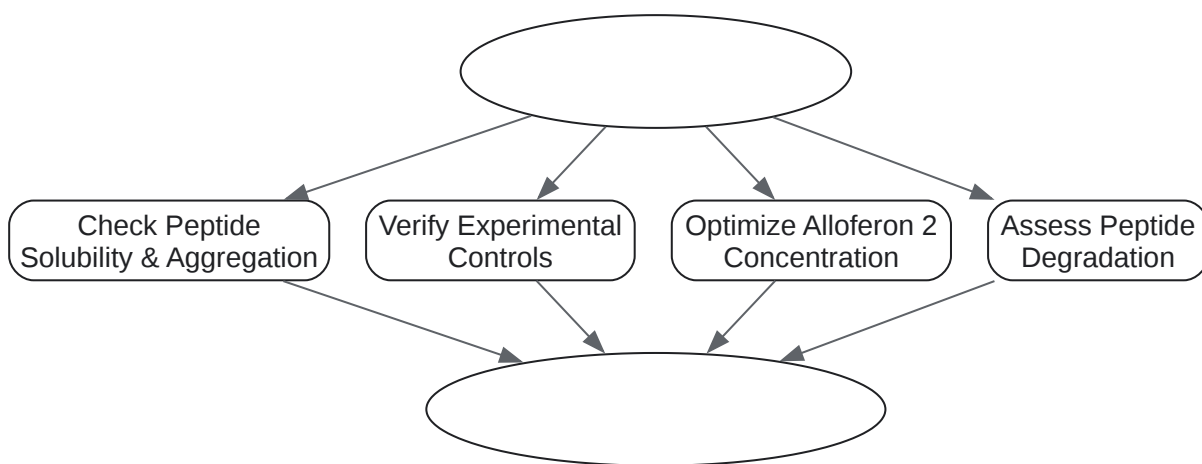 Check Peptide
Solubility & Aggregation
Verify Experimental
Controls
Optimize Alloferon 2
Concentration
Assess Peptide
Degradation